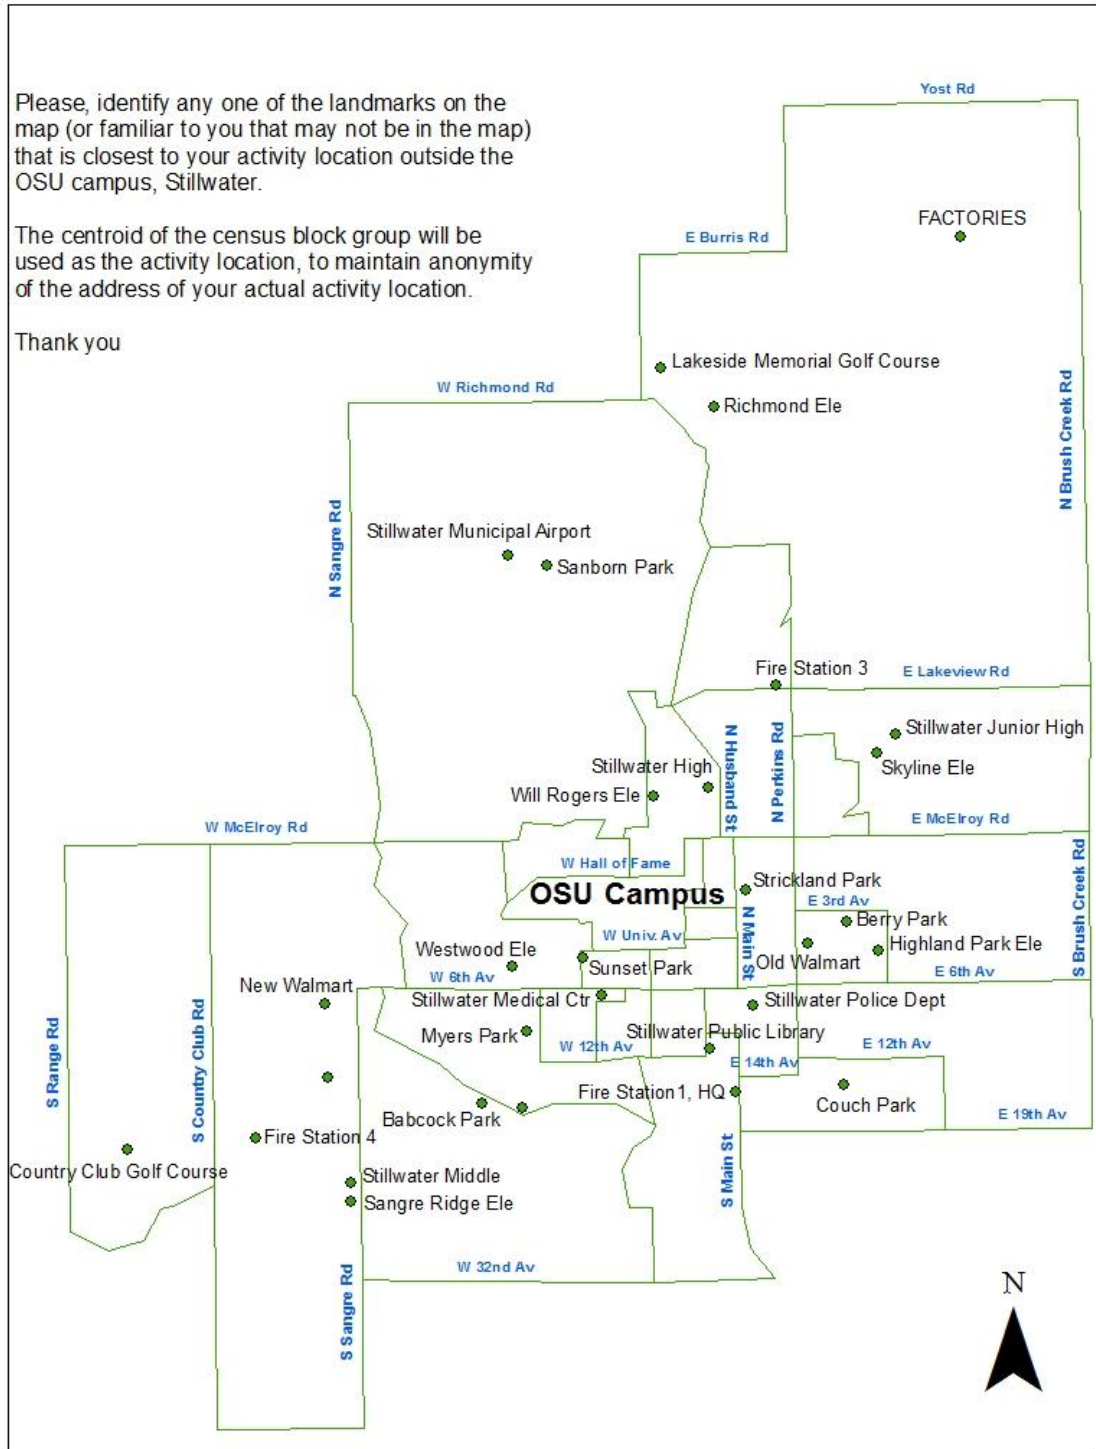 Yost Rd
Please, identify any one of the landmarks on the
map (or familiar to you that may not be in the map)
that is closest to your activity location outside the
OSU campus, Stillwater.
The centroid of the census block group will be
used as the activity location, to maintain anonymity
of the address of your actual activity location.
Thank you
FACTORIES
E Burris Rd
Lakeside Memorial Golf Course
W Richmond Rd
Richmond Ele
N Brush Creek Rd
N Sangre Rd
Stillwater Municipal Airport
Sanborn Park
Fire Station 3
E Lakeview Rd
N Husband St
N Perkins Rd
Stillwater Junior High
Skyline Ele
Stillwater High
Will Rogers Ele
W McElroy Rd
E McElroy Rd
W Hall of Fame
OSU Campus
Strickland Park
E 3rd Av
Berry Park
S Brush Creek Rd
N Main St
W Univ. Av
Highland Park Ele
Westwood Ele
Sunset Park
Old Walmart
W 6th Av
E 6th Av
New Walmart
Stillwater Medical Ctr
Stillwater Police Dept
S Range Rd
S Country Club Rd
Myers Park
Stillwater Public Library
W 12th Av
E 12th Av
E 14th Av
Fire Station1, HQ
Couch Park
Babcock Park
E 19th Av
Fire Station 4
Country Club Golf Course
Stillwater Middle
S Main St
Sangre Ridge Ele
W 32nd Av
S Sangre Rd
N